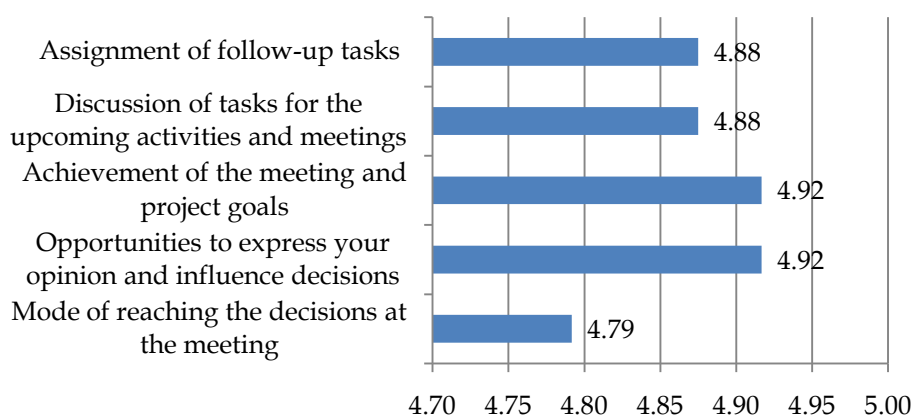 Assignment of follow-up tasks
4.88
Discussion of tasks for the
upcoming activities and meetings
4.88
Achievement of the meeting and
project goals
4.92
Opportunities to express your
opinion and influence decisions
4.92
Mode of reaching the decisions at
the meeting
4.79
4.70 4.75 4.80 4.85 4.90 4.95 5.00